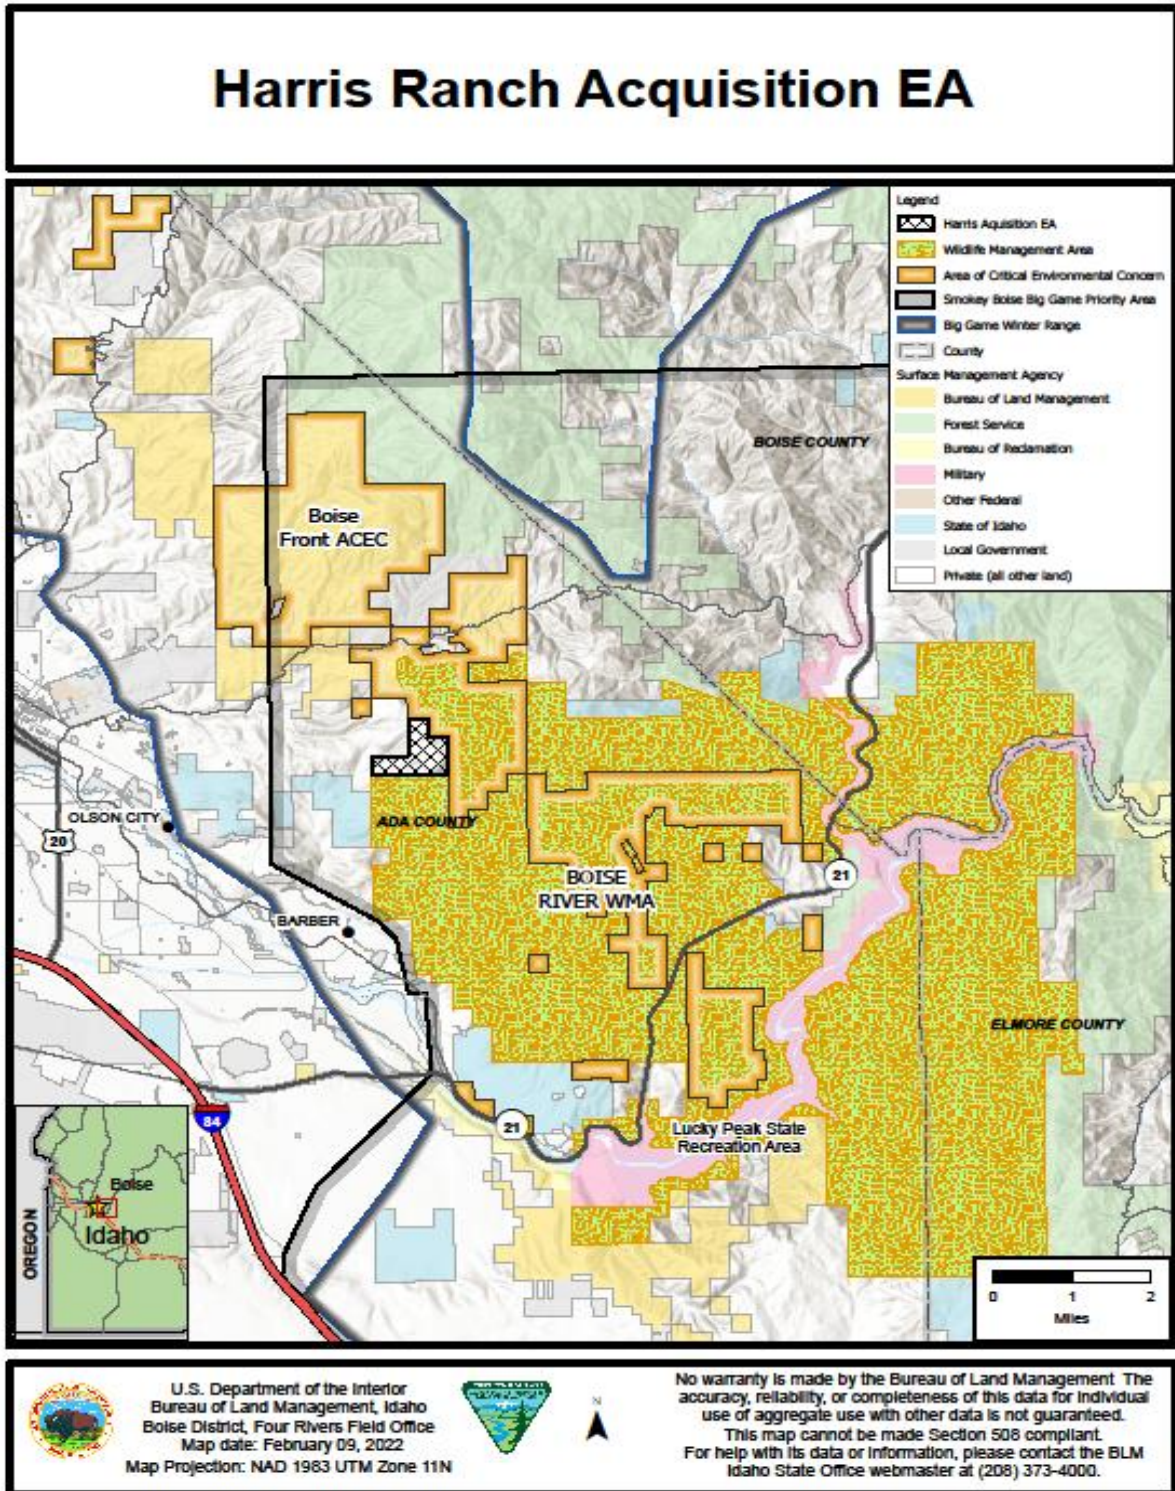 Harris Ranch Acquisition EA
Legend
Harris Aquisition EA
Wildlife Management Area
Area of Critical Environmental Concern
Smokey Boise Big Game Priority Area
Big Game Winter Range
County
Surface Management Agency
Bureau of Land Management
Forest Service
Bureau of Reclamation
Military
Other Federal
State of Idaho
Local Government
Private (all other land)
BOISE COUNTY
Boise
Front ACEC
OLSON CITY
ADA COUNTY
20
BOISE
RIVER WMA
21
BARBER
ELMORE COUNTY
84
21
Lucky Peak State
Recreation Area
Boise
Idaho
OREGON
0 1 2
Miles
U.S. Department of the Interior
Bureau of Land Management, Idaho
Boise District, Four Rivers Field Office
Map date: February 09, 2022
Map Projection: NAD 1983 UTM Zone 11N
N
No warranty is made by the Bureau of Land Management The
accuracy, reliability, or completeness of this data for individual
use of aggregate use with other data is not guaranteed.
This map cannot be made Section 508 compliant.
For help with its data or information, please contact the BLM
Idaho State Office webmaster at (208) 373-4000.